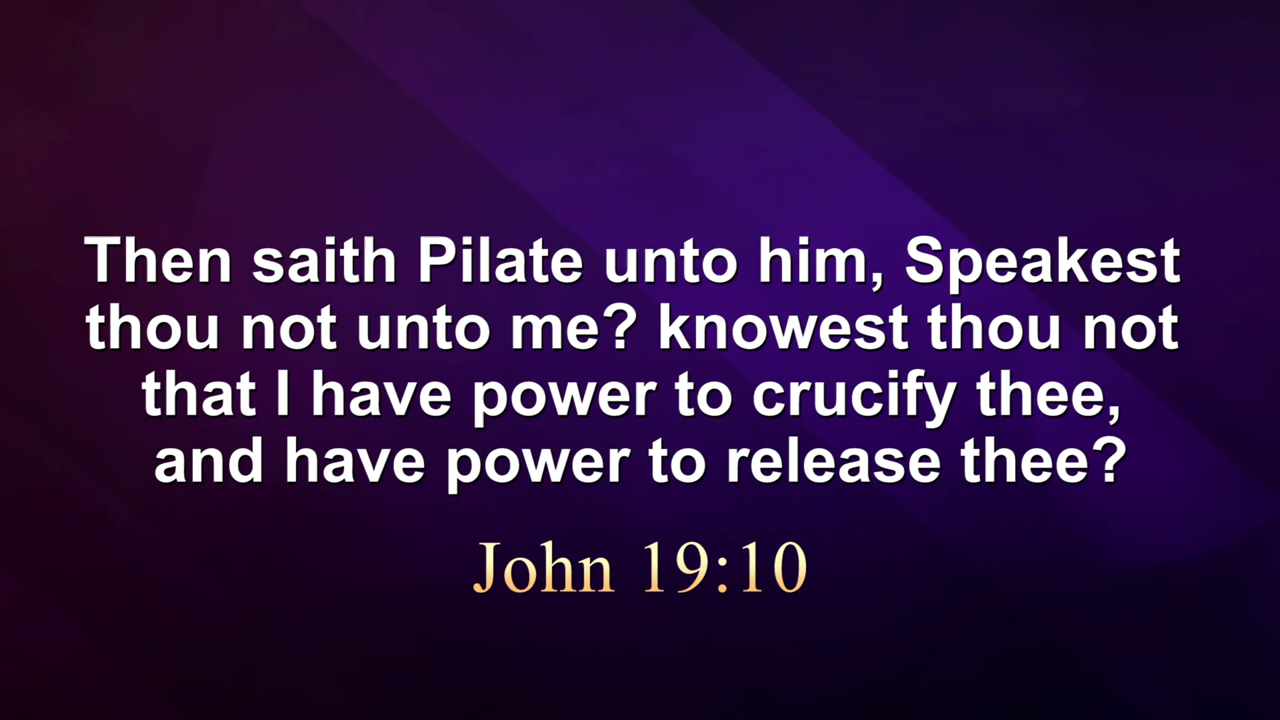 Then saith Pilate unto him, Speakest
thou not unto me? knowest thou not
that I have power to crucify thee,
and have power to release thee?
John 19:10